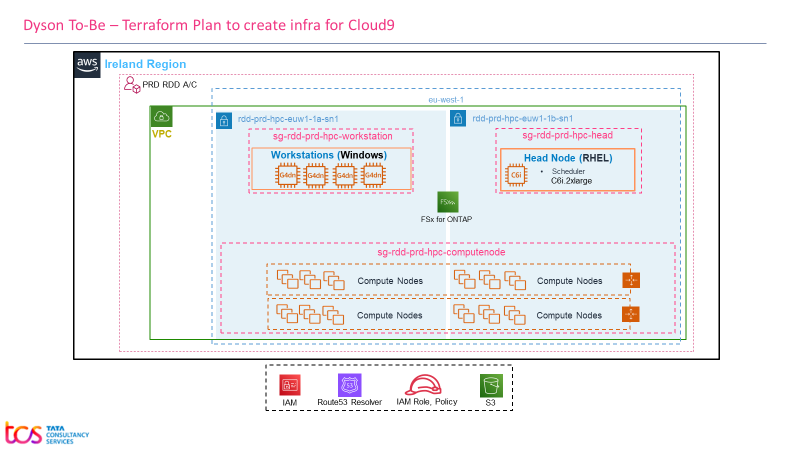 Dyson To-Be – Terraform Plan to create infra for Cloud9
aws
Ireland Region
PRD RDD A/C
eu-west-1
VPC
rdd-prd-hpc-euw1-1a-sn1
rdd-prd-hpc-euw1-1b-sn1
sg-rdd-prd-hpc-workstation
sg-rdd-prd-hpc-head
Workstations (Windows)
G4dn
G4dn
G4dn
G4dn
Head Node (RHEL)
C6i
• Scheduler
C6i.2xlarge
FSx
FSx for ONTAP
sg-rdd-prd-hpc-computenode
Compute Nodes
Compute Nodes
Compute Nodes
Compute Nodes
53
IAM
Route53 Resolver
IAM Role, Policy
S3
tcs
TATA
CONSULTANCY
SERVICES